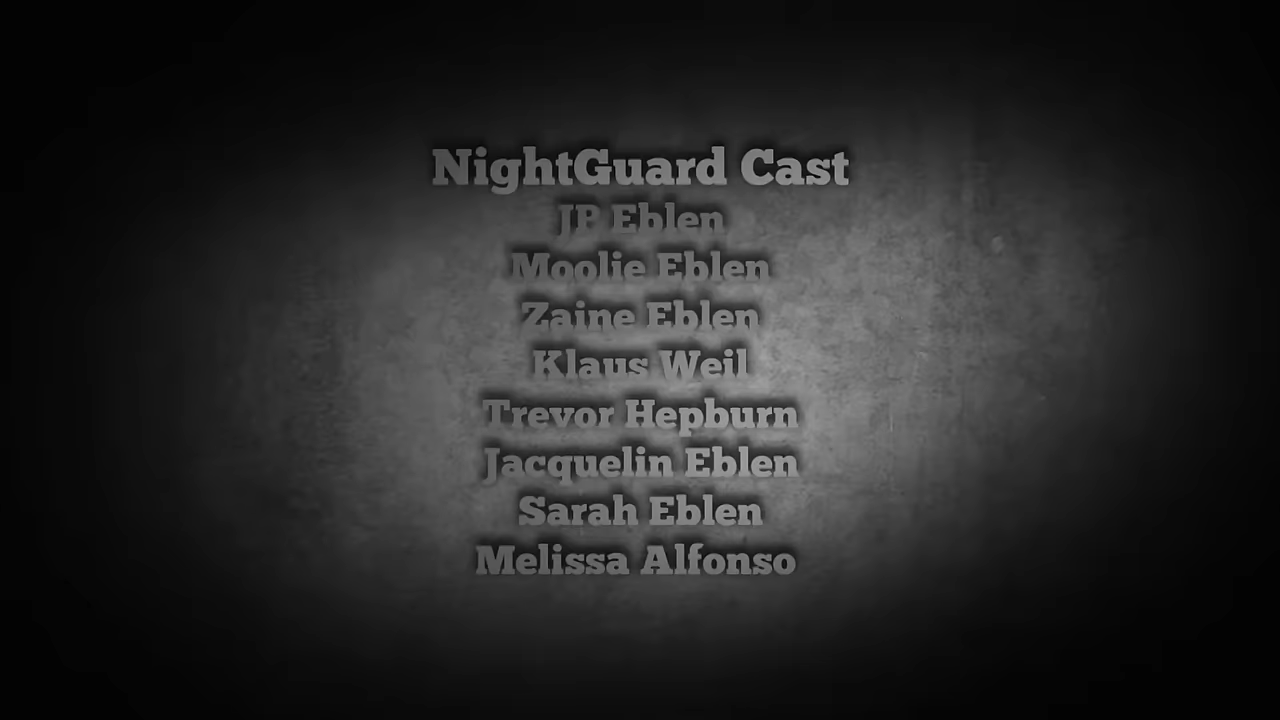 NightGuard Cast
JP Eblen
Moolie Eblen
Zaine Eblen
Klaus Weil
Trevor Hepburn
Jacquelin Eblen
Sarah Eblen
Melissa Alfonso